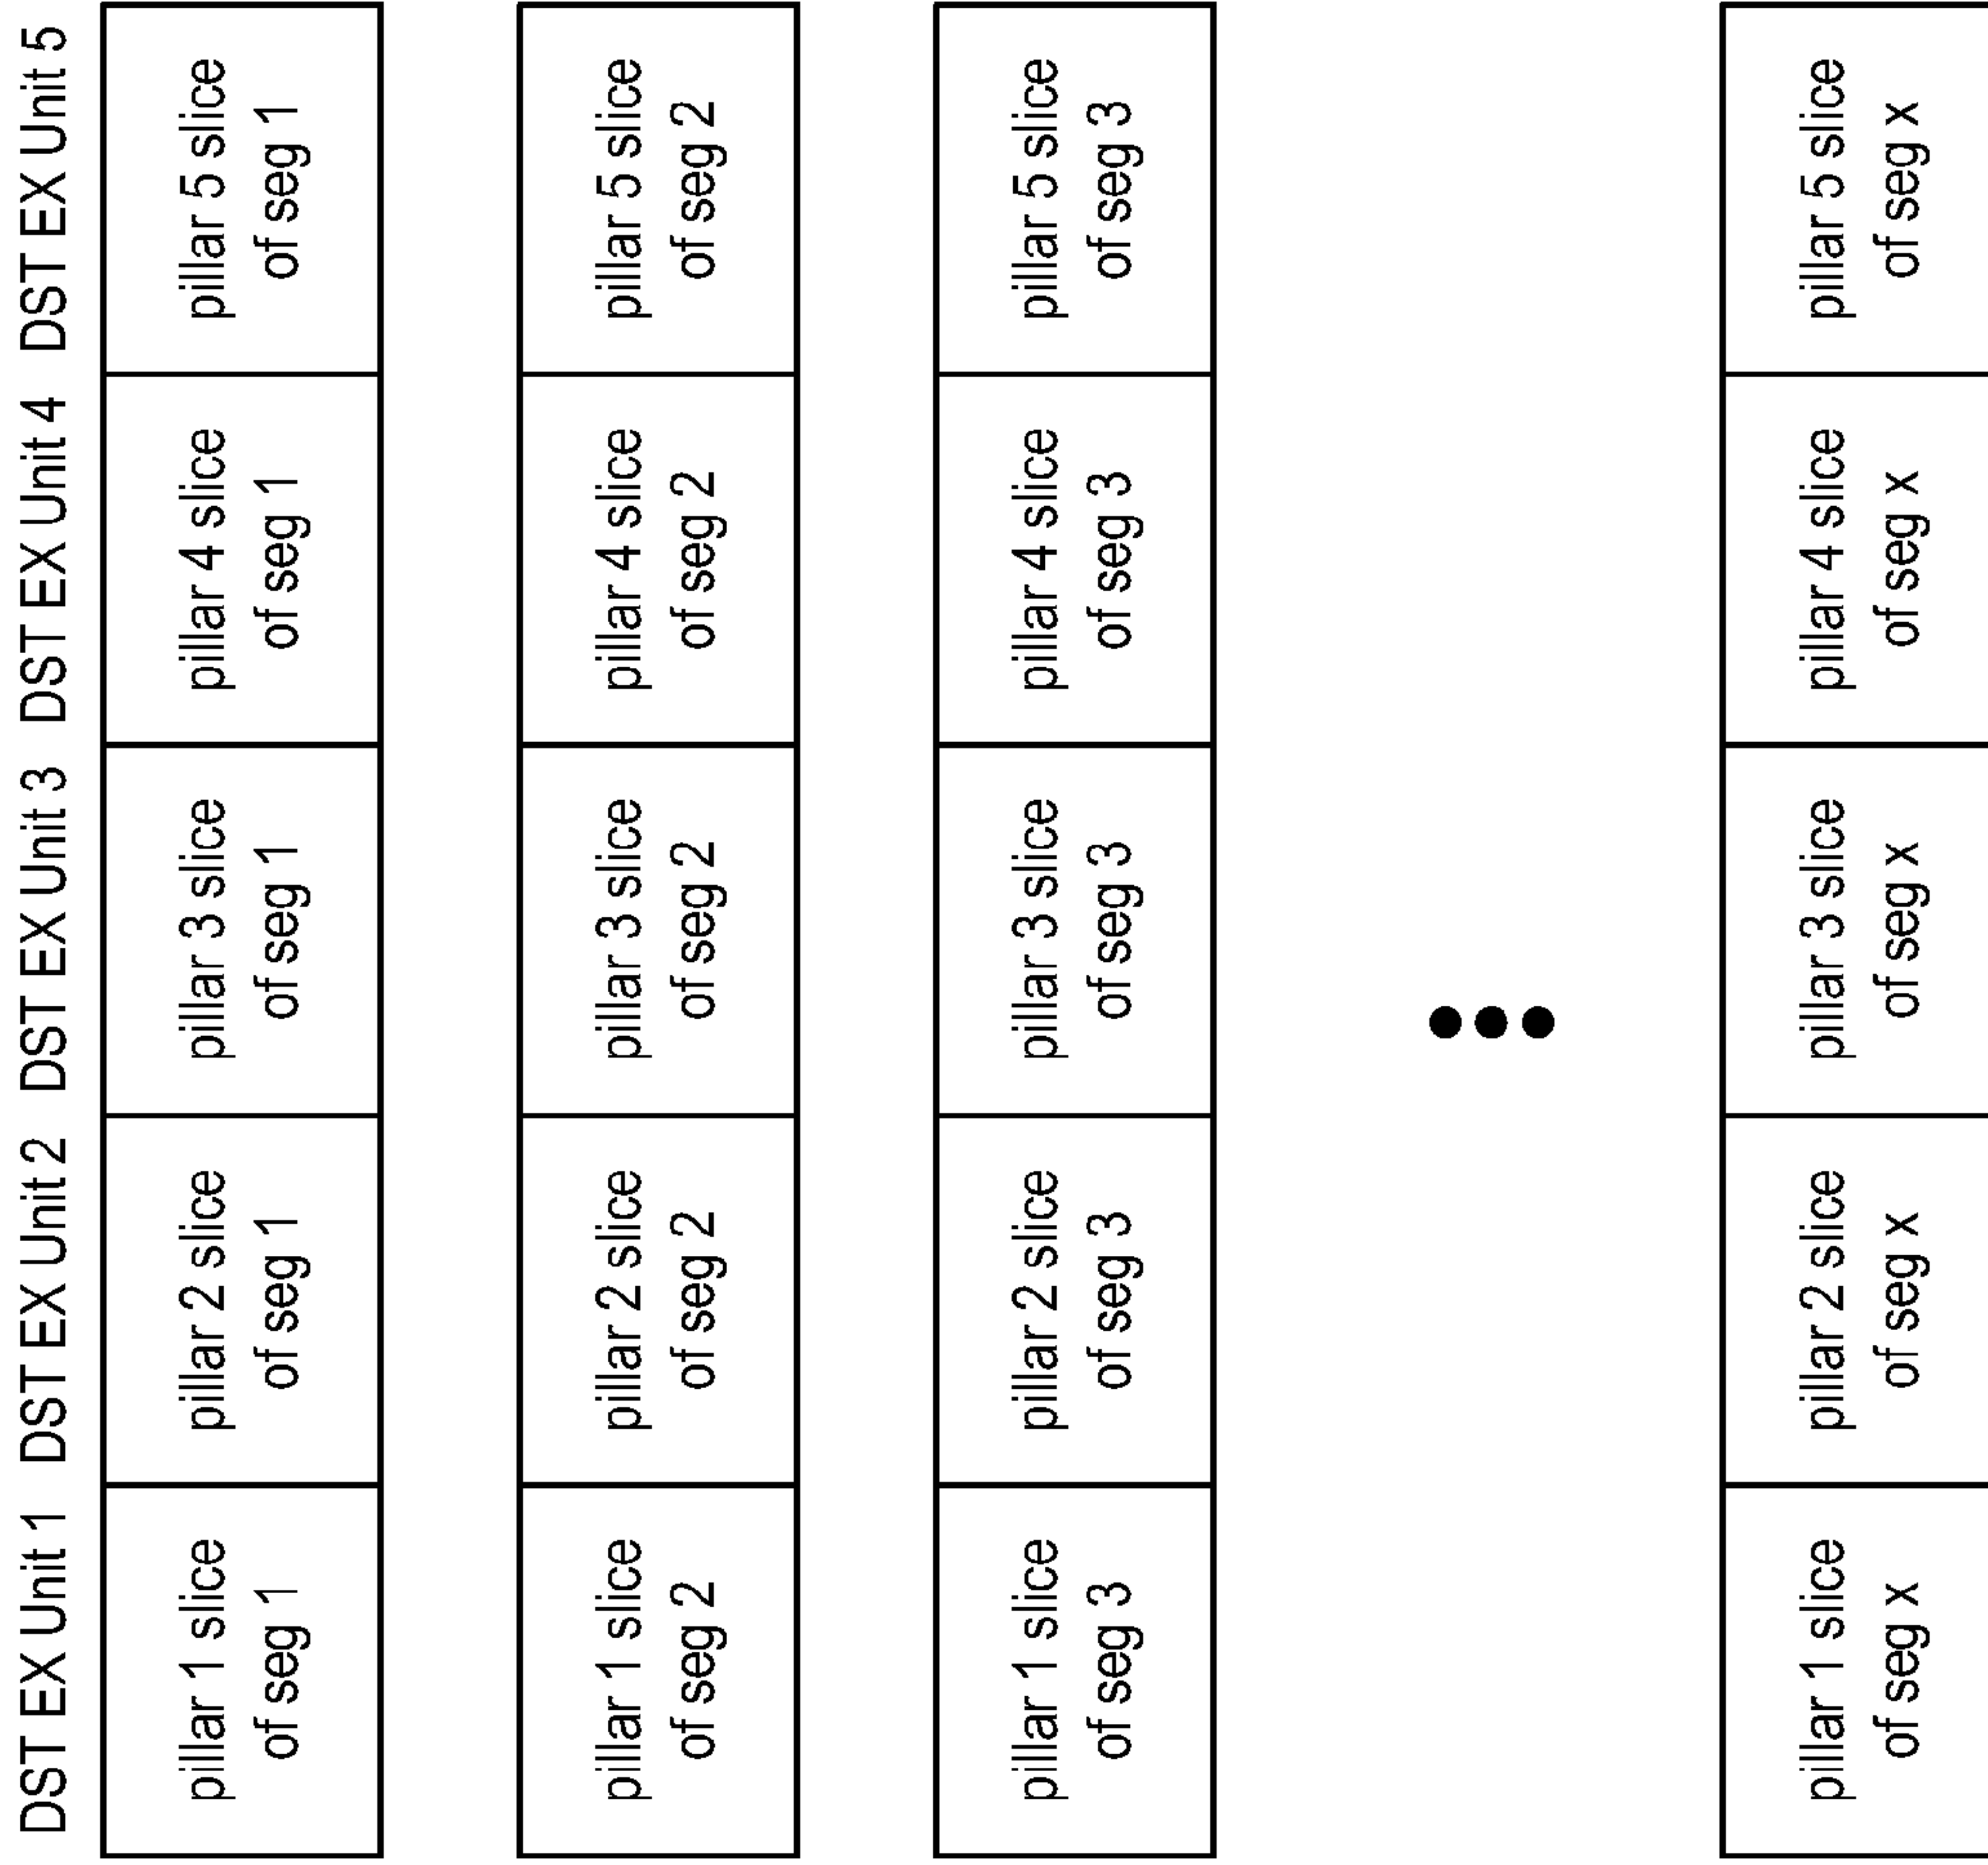 DST EX Unit 1 DST EX Unit 2 DST EX Unit 3 DST EX Unit 4 DST EX Unit 5
pillar 1 slice
of seg 1
pillar 2 slice
of seg 1
pillar 3 slice
of seg 1
pillar 4 slice
of seg 1
pillar 5 slice
of seg 1
pillar 1 slice
of seg 2
pillar 2 slice
of seg 2
pillar 3 slice
of seg 2
pillar 4 slice
of seg 2
pillar 5 slice
of seg 2
pillar 1 slice
of seg 3
pillar 2 slice
of seg 3
pillar 3 slice
of seg 3
pillar 4 slice
of seg 3
pillar 5 slice
of seg 3
pillar 1 slice
of seg x
pillar 2 slice
of seg x
pillar 3 slice
of seg x
pillar 4 slice
of seg x
pillar 5 slice
of seg x